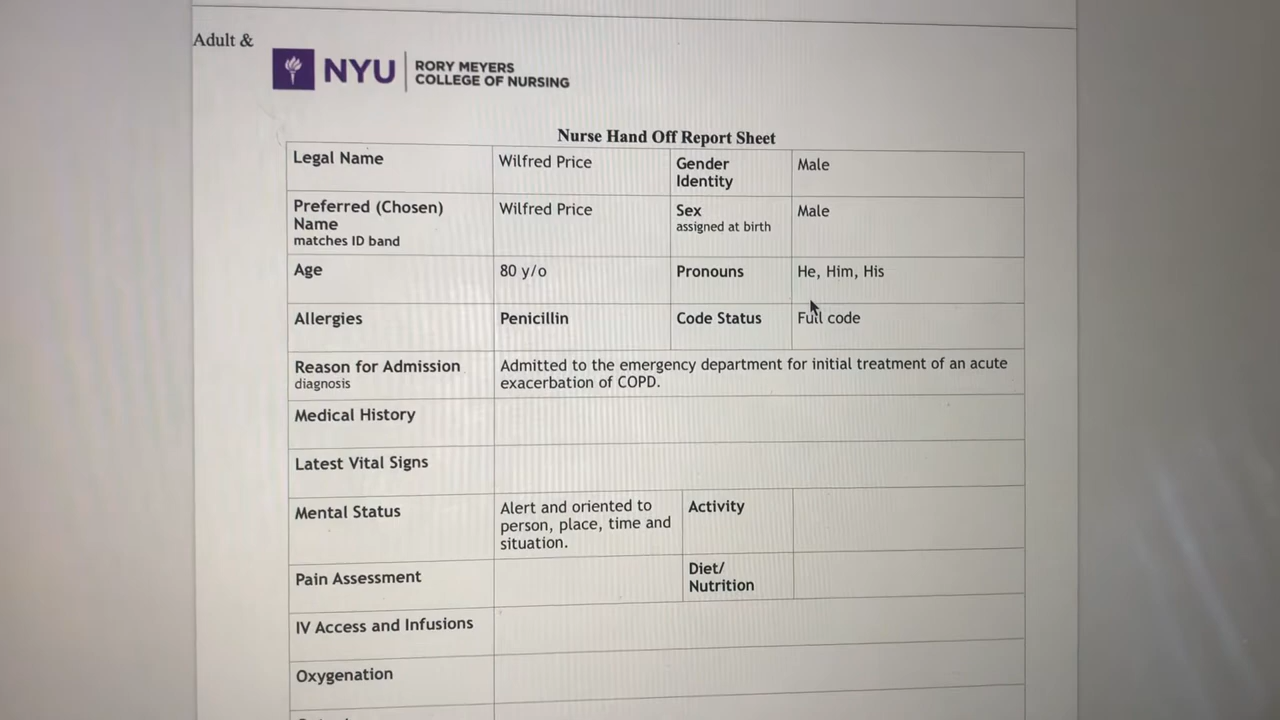 Adult &
NYU
RORY MEYERS
COLLEGE OF NURSING
Nurse Hand Off Report Sheet
Legal Name
Wilfred Price
Gender
Identity
Male
Preferred (Chosen)
Name
matches ID band
Wilfred Price
Sex
assigned at birth
Male
Age
80 y/o
Pronouns
He, Him, His
Allergies
Penicillin
Code Status
Full code
Reason for Admission
diagnosis
Admitted to the emergency department for initial treatment of an acute
exacerbation of COPD.
Medical History
Latest Vital Signs
Mental Status
Alert and oriented to
person, place, time and
situation.
Activity
Pain Assessment
Diet/
Nutrition
IV Access and Infusions
Oxygenation